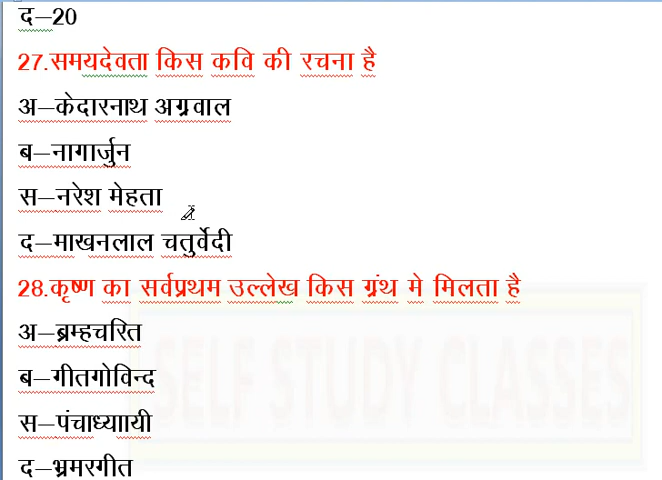 द–20
27.समयदेवता किस कवि की रचना है
अ–केदारनाथ अग्रवाल
ब–नागार्जुन
स–नरेश मेहता
द–माखनलाल चतुर्वेदी
28.कृष्ण का सर्वप्रथम उल्लेख किस ग्रंथ मे मिलता है
अ–ब्रम्हचरित
ब–गीतगोविन्द
स–पंचाध्याायी
द–भ्रमरगीत
SELF STUDY CLASSES